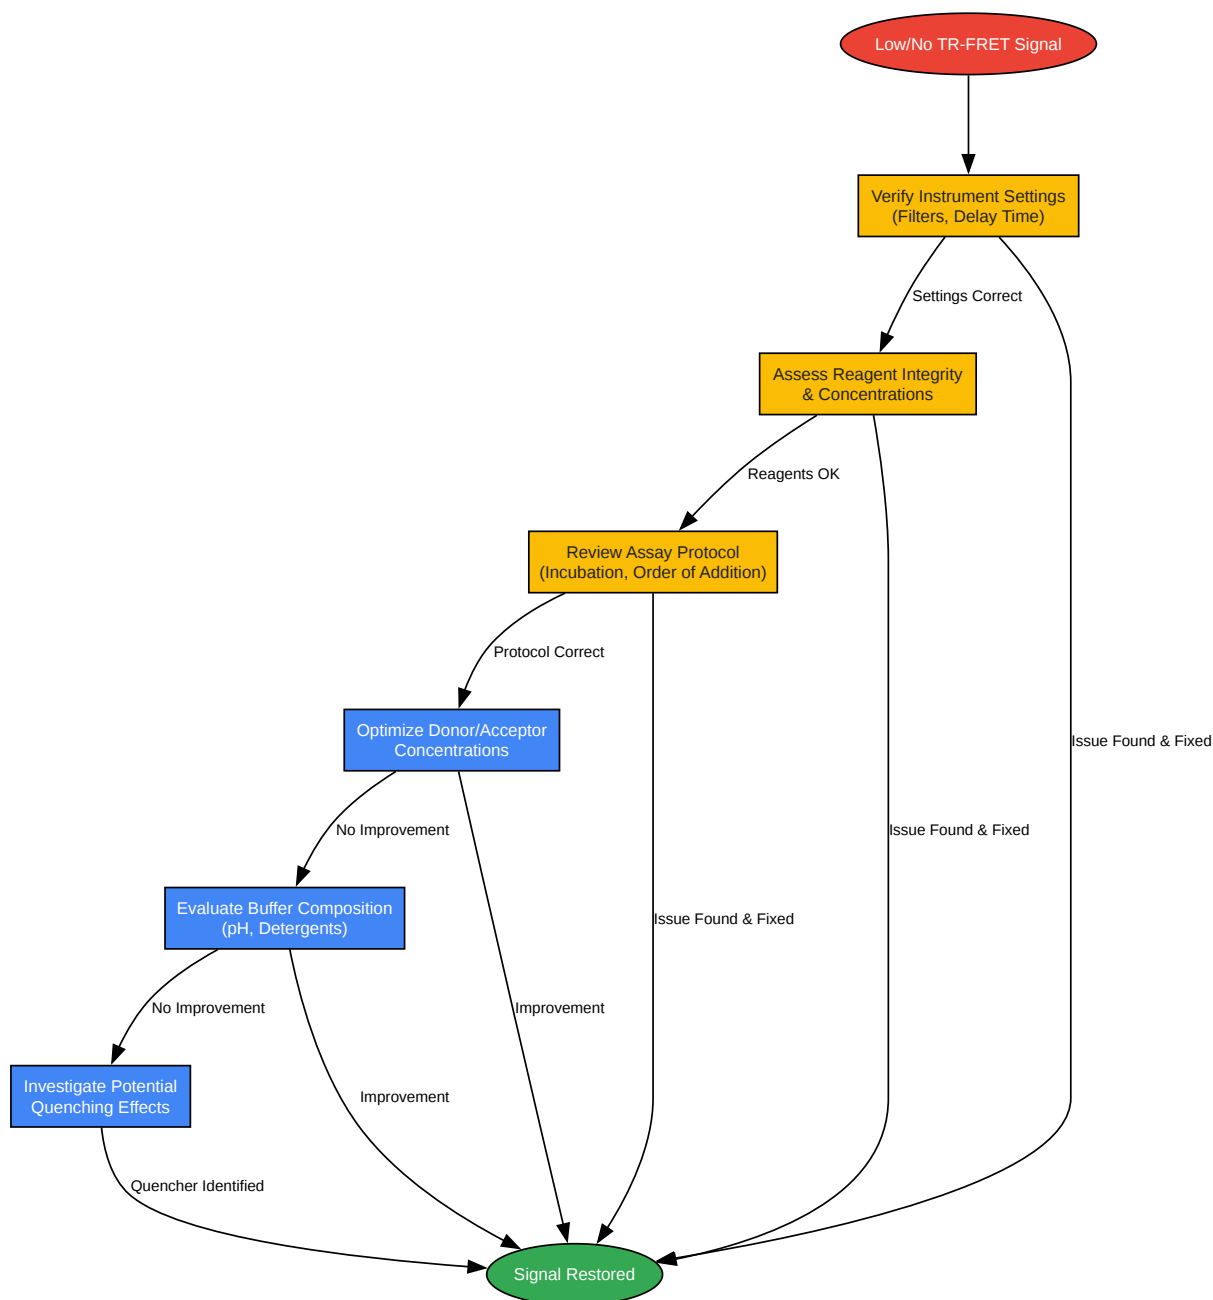 Low/No TR-FRET Signal
Verify Instrument Settings
(Filters, Delay Time)
Settings Correct
Assess Reagent Integrity
& Concentrations
Reagents OK
Review Assay Protocol
(Incubation, Order of Addition)
Protocol Correct
Optimize Donor/Acceptor
Concentrations
Issue Found & Fixed
No Improvement
Issue Found & Fixed
Evaluate Buffer Composition
(pH, Detergents)
Issue Found & Fixed
No Improvement
Improvement
Investigate Potential
Quenching Effects
Improvement
Quencher Identified
Signal Restored